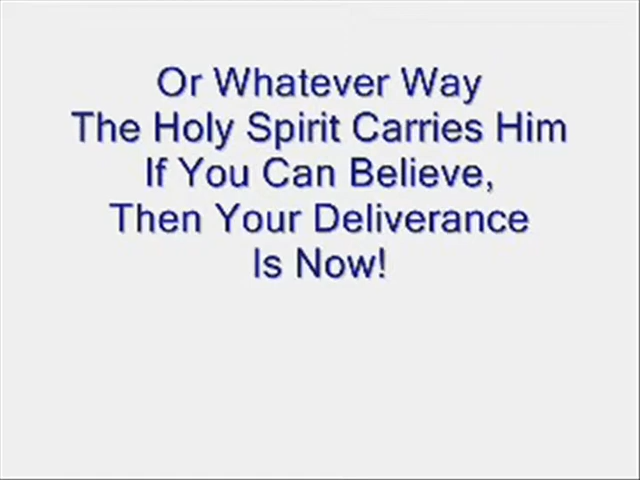 Or Whatever Way
The Holy Spirit Carries Him
If You Can Believe,
Then Your Deliverance
Is Now!